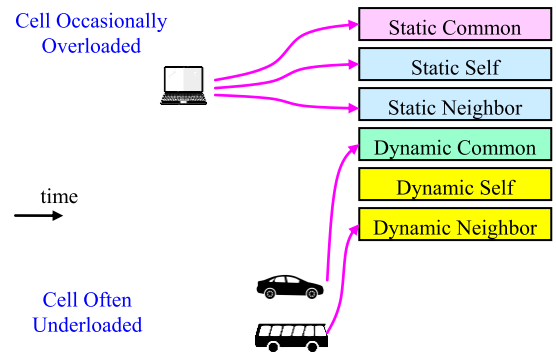 Cell Occasionally
Overloaded
Static Common
Static Self
Static Neighbor
Dynamic Common
Dynamic Self
Dynamic Neighbor
time
Cell Often
Underloaded